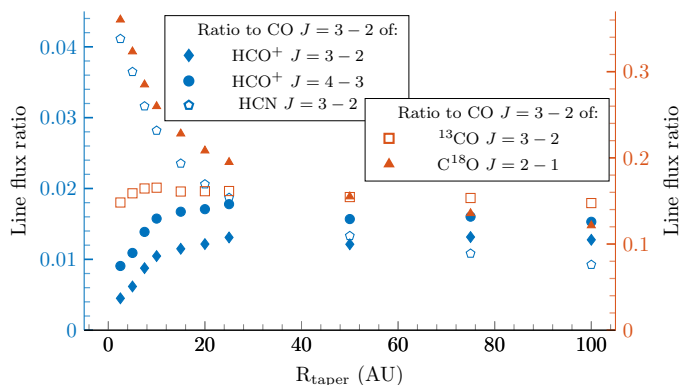 Ratio to CO J = 3 − 2 of:
HCO⁺ J = 3 − 2
HCO⁺ J = 4 − 3
HCN J = 3 − 2
Ratio to CO J = 3 − 2 of:
¹³CO J = 3 − 2
C¹⁸O J = 2 − 1
Line flux ratio
0.04
0.03
0.02
0.01
0
Line flux ratio
0.3
0.2
0.1
0
0 20 40 60 80 100
R_taper (AU)